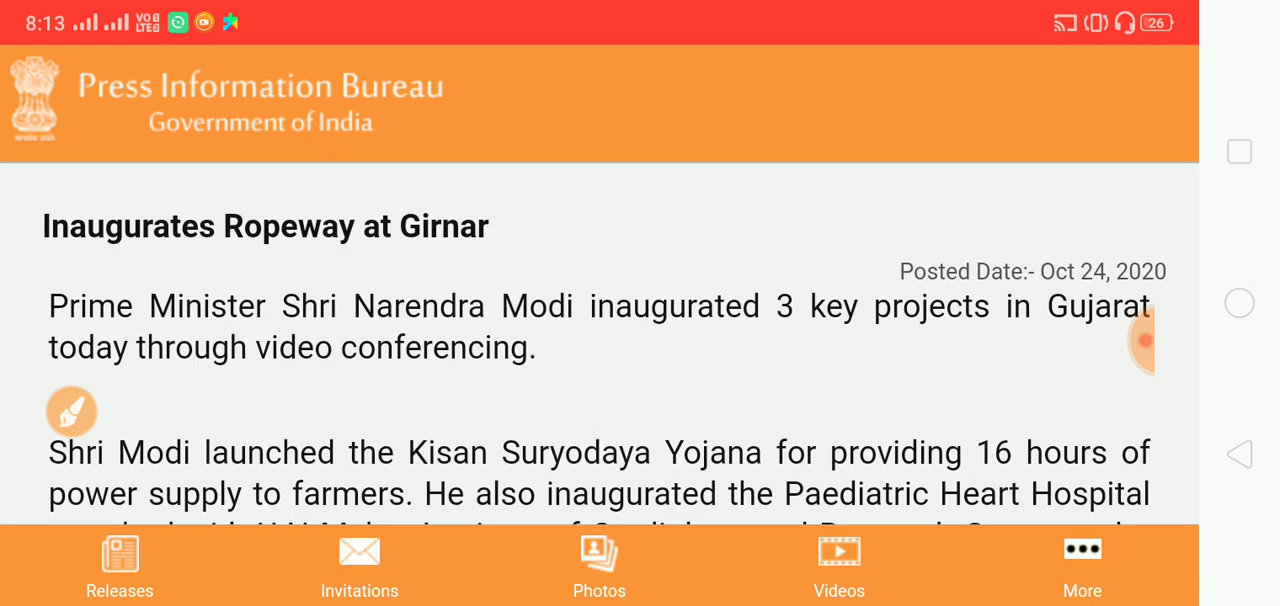 8:13
VO
LTE2
26
Press Information Bureau
Government of India
Inaugurates Ropeway at Girnar
Posted Date:- Oct 24, 2020
Prime Minister Shri Narendra Modi inaugurated 3 key projects in Gujarat
today through video conferencing.
Shri Modi launched the Kisan Suryodaya Yojana for providing 16 hours of
power supply to farmers. He also inaugurated the Paediatric Heart Hospital
Releases
Invitations
Photos
Videos
More